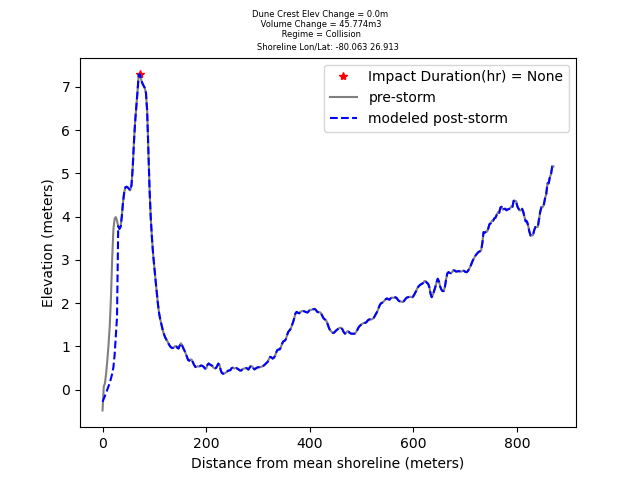 Dune Crest Elev Change = 0.0m
Volume Change = 45.774m3
Regime = Collision
Shoreline Lon/Lat: -80.063 26.913
Impact Duration(hr) = None
pre-storm
modeled post-storm
7
6
5
4
3
2
1
0
Elevation (meters)
0 200 400 600 800
Distance from mean shoreline (meters)